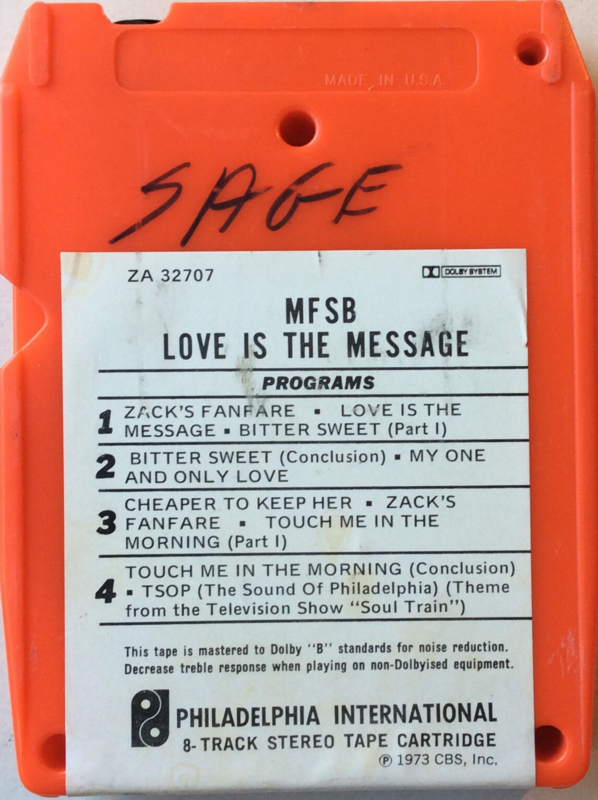 MADE IN U.S.A.
SAGE
ZA 32707
DOLBY SYSTEM
MFSB
LOVE IS THE MESSAGE
PROGRAMS
1 ZACK'S FANFARE ▪ LOVE IS THE
MESSAGE ▪ BITTER SWEET (Part I)
2 BITTER SWEET (Conclusion) ▪ MY ONE
AND ONLY LOVE
3 CHEAPER TO KEEP HER ▪ ZACK'S
FANFARE ▪ TOUCH ME IN THE
MORNING (Part I)
4 TOUCH ME IN THE MORNING (Conclusion)
▪ TSOP (The Sound Of Philadelphia) (Theme
from the Television Show "Soul Train")
This tape is mastered to Dolby "B" standards for noise reduction.
Decrease treble response when playing on non-Dolbyised equipment.
PHILADELPHIA INTERNATIONAL
8-TRACK STEREO TAPE CARTRIDGE
℗ 1973 CBS, Inc.